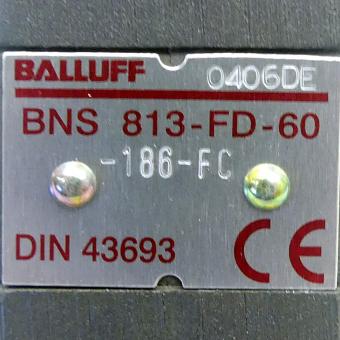 BALLUFF 0406DE
BNS 813-FD-60
-186-FC
DIN 43693 CE